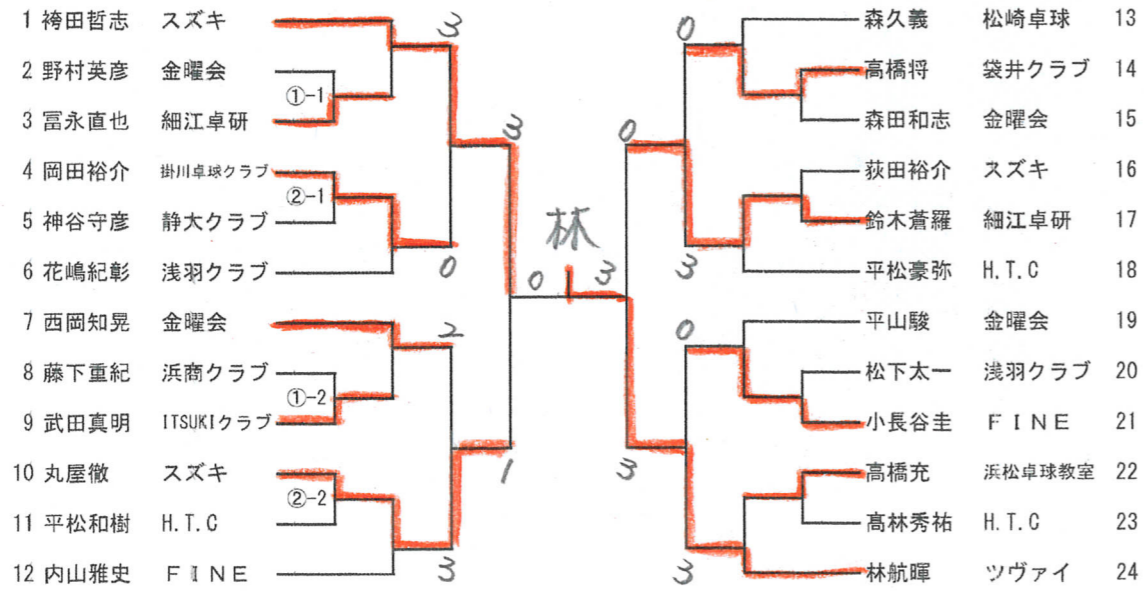 1 袴田哲志 スズキ
2 野村英彦 金曜会
①-1
3 冨永直也 細江卓研
4 岡田裕介 掛川卓球クラブ
②-1
5 神谷守彦 静大クラブ
6 花嶋紀彰 浅羽クラブ
7 西岡知晃 金曜会
8 藤下重紀 浜商クラブ
①-2
9 武田真明 ITSUKIクラブ
10 丸屋徹 スズキ
②-2
11 平松和樹 H.T.C
12 内山雅史 FINE
3
0
2
3
3
1
林
0 3
0
3
0
3
0
3
森久義 松崎卓球 13
高橋将 袋井クラブ 14
森田和志 金曜会 15
荻田裕介 スズキ 16
鈴木蒼羅 細江卓研 17
平松豪弥 H.T.C 18
平山駿 金曜会 19
松下太一 浅羽クラブ 20
小長谷圭 FINE 21
高橋充 浜松卓球教室 22
髙林秀祐 H.T.C 23
林航暉 ツヴァイ 24